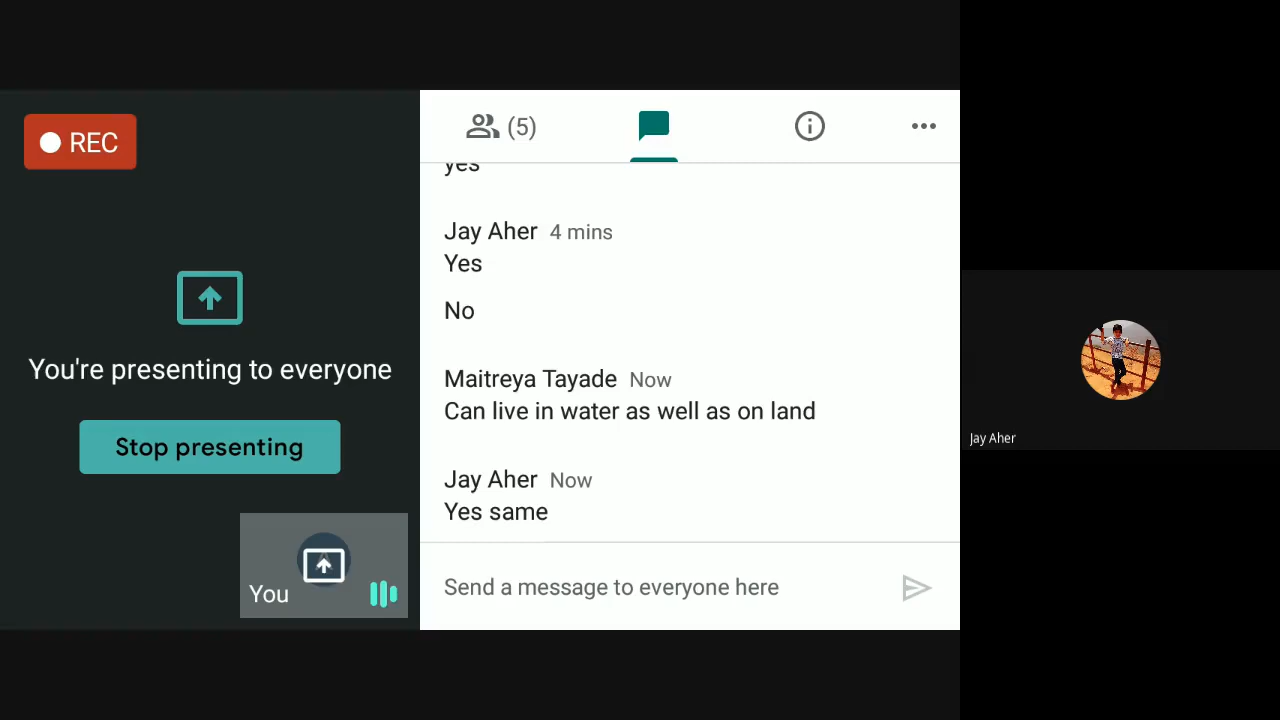 REC
You're presenting to everyone
Stop presenting
You
(5)
yes
Jay Aher 4 mins
Yes
No
Maitreya Tayade Now
Can live in water as well as on land
Jay Aher Now
Yes same
Send a message to everyone here
Jay Aher